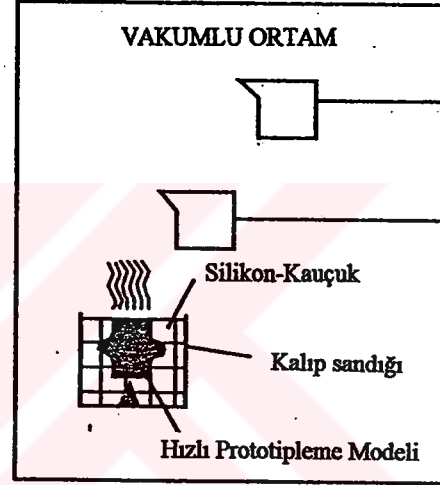 VAKUMLU ORTAM
Silikon-Kauçuk
Kalıp sandığı
Hızlı Prototipleme Modeli